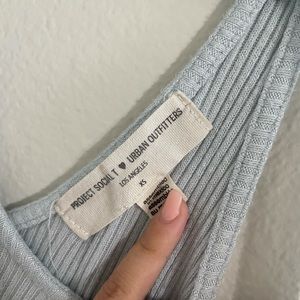 PROJECT SOCIAL T ♥ URBAN OUTFITTERS
LOS ANGELES
XS